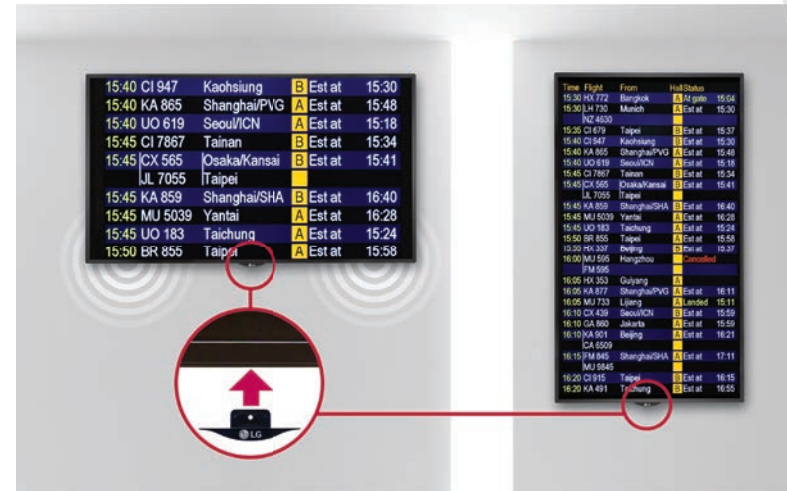 15:40 CI 947 Kaohsiung B Est at 15:30
15:40 KA 865 Shanghai/PVG A Est at 15:48
15:40 UO 619 Seoul/ICN A Est at 15:18
15:45 CI 7867 Tainan B Est at 15:34
15:45 CX 565 Osaka/Kansai B Est at 15:41
JL 7055 Taipei
15:45 KA 859 Shanghai/SHA B Est at 16:40
15:45 MU 5039 Yantai A Est at 16:28
15:45 UO 183 Taichung A Est at 15:24
15:50 BR 855 Taipei A Est at 15:58
LG
Time Flight From Hall Status
15:30 HX 772 Bangkok A At gate 15:04
15:30 LH 730 Munich A Est at 15:30
NZ 4630
15:35 CI 679 Taipei B Est at 15:37
15:40 CI 947 Kaohsiung B Est at 15:30
15:40 KA 865 Shanghai/PVG A Est at 15:48
15:40 UO 619 Seoul/ICN A Est at 15:18
15:45 CI 7867 Tainan B Est at 15:34
15:45 CX 565 Osaka/Kansai B Est at 15:41
JL 7055 Taipei
15:45 KA 859 Shanghai/SHA B Est at 16:40
15:45 MU 5039 Yantai A Est at 16:28
15:45 UO 183 Taichung A Est at 15:24
15:50 BR 855 Taipei A Est at 15:58
15:55 HX 337 Beijing A Est at 15:37
16:00 MU 595 Hangzhou Cancelled
FM 595
16:05 HX 353 Guiyang A
16:05 KA 877 Shanghai/PVG A Est at 16:11
16:05 MU 733 Lijiang A Landed 15:11
16:10 CX 439 Seoul/ICN B Est at 15:59
16:10 GA 860 Jakarta A Est at 15:59
16:10 KA 901 Beijing A Est at 16:21
CA 6509
16:15 FM 845 Shanghai/SHA A Est at 17:11
MU 9845
16:20 CI 915 Taipei B Est at 16:15
16:20 KA 491 Taichung B Est at 16:55